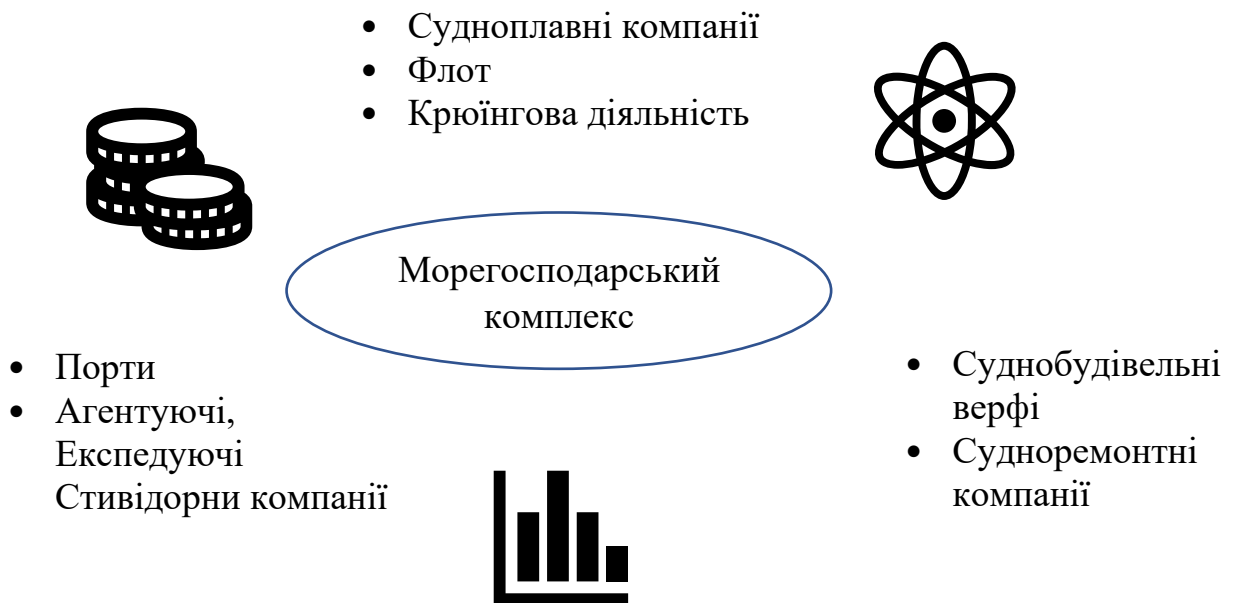 • Судноплавні компанії
• Флот
• Крюїнгова діяльність
Морегосподарський
комплекс
• Порти
• Агентуючі,
Експедуючі
Стивідорни компанії
• Суднобудівельні
верфі
• Судноремонтні
компанії